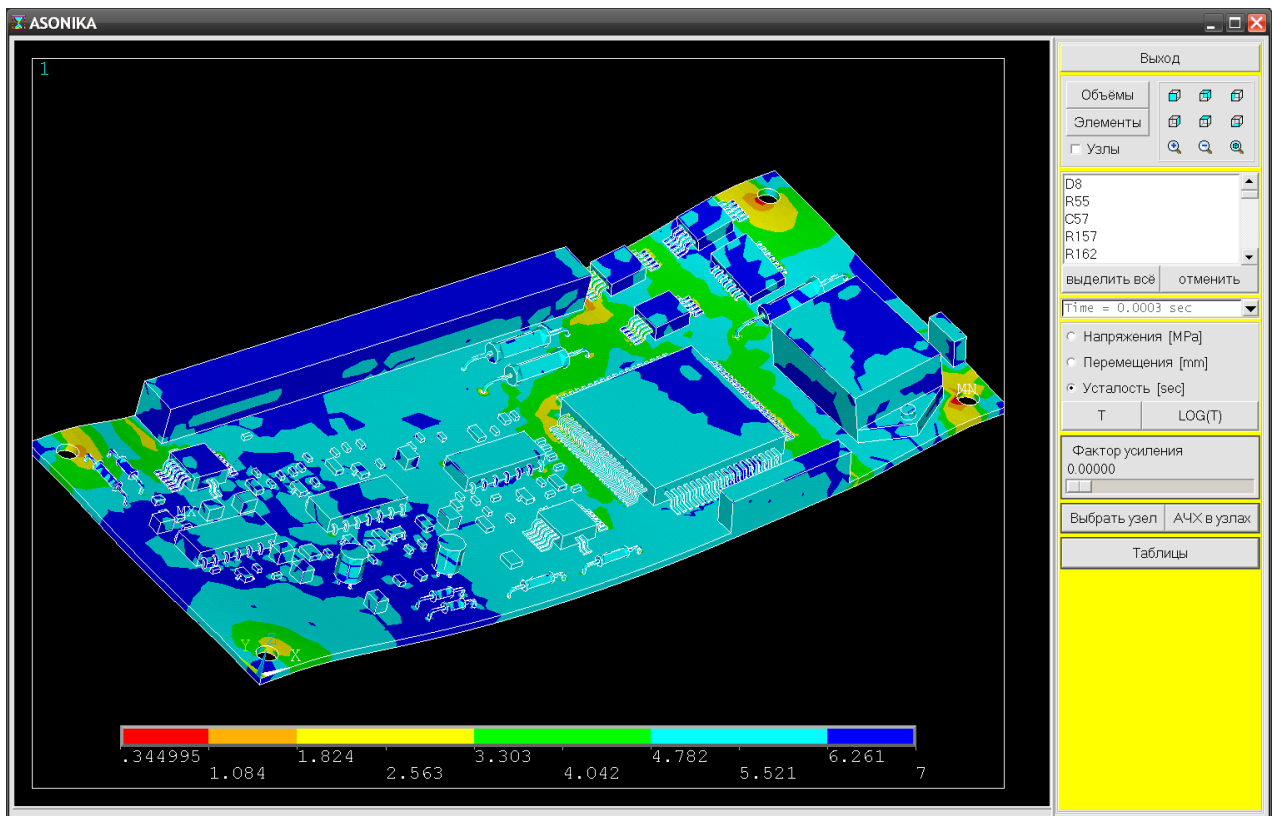 ASONIKA
1
MN
MX
Y Z X
.344995 1.824 3.303 4.782 6.261
1.084 2.563 4.042 5.521 7
Выход
Объёмы
Элементы
Узлы
D8
R55
C57
R157
R162
выделить всё отменить
Time = 0.0003 sec
Напряжения [MPa]
Перемещения [mm]
Усталость [sec]
T LOG(T)
Фактор усиления
0.00000
Выбрать узел АЧХ в узлах
Таблицы